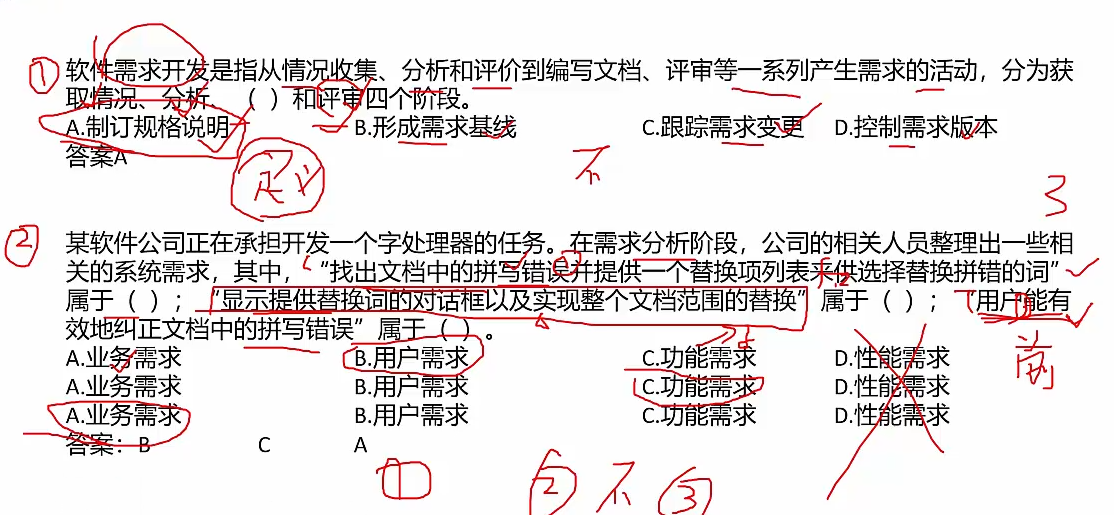 ① 软件需求开发是指从情况收集、分析和评价到编写文档、评审等一系列产生需求的活动，分为获
取情况、分析、（ ）和评审四个阶段。
A.制订规格说明 B.形成需求基线 C.跟踪需求变更 D.控制需求版本
答案A
定义
不
3
② 某软件公司正在承担开发一个字处理器的任务。在需求分析阶段，公司的相关人员整理出一些相
关的系统需求，其中，“找出文档中的拼写错误并提供一个替换项列表来供选择替换拼错的词”
属于（ ）；“显示提供替换词的对话框以及实现整个文档范围的替换”属于（ ）；“用户能有
效地纠正文档中的拼写错误”属于（ ）。
A.业务需求 B.用户需求 C.功能需求 D.性能需求
A.业务需求 B.用户需求 C.功能需求 D.性能需求
A.业务需求 B.用户需求 C.功能需求 D.性能需求
答案：B C A
① ② 不 ③